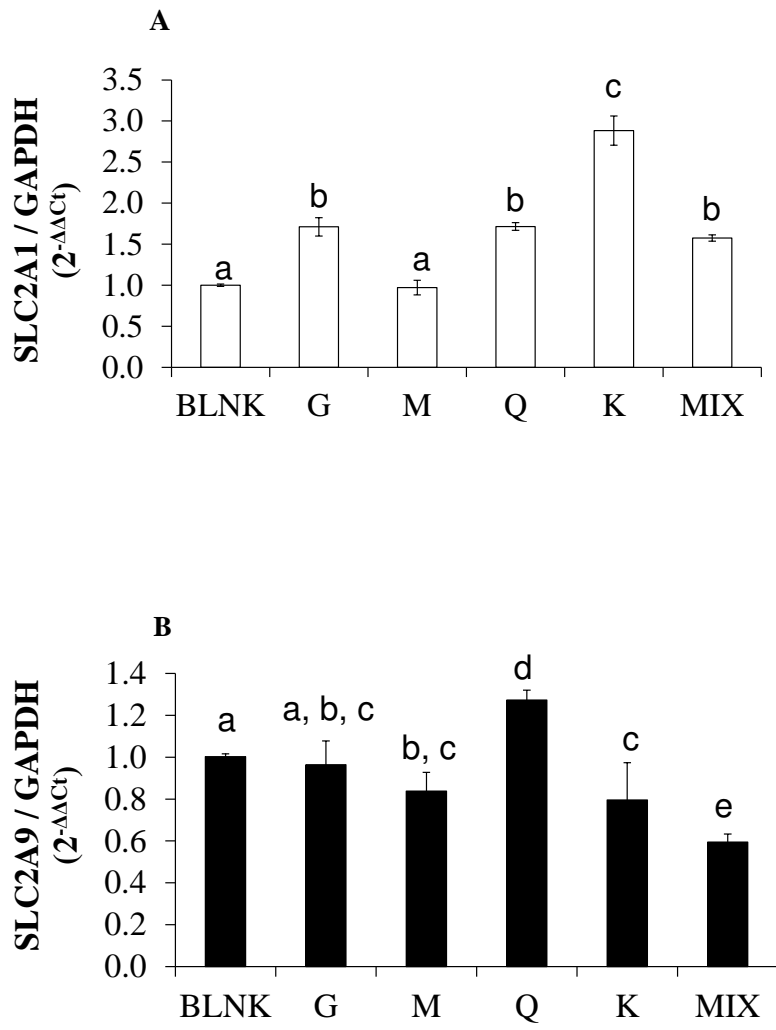 A
SLC2A1 / GAPDH
(2-ΔΔCt)
3.5
3.0
2.5
2.0
1.5
1.0
0.5
0.0
a
b
a
b
c
b
BLNK G M Q K MIX
B
SLC2A9 / GAPDH
(2-ΔΔCt)
1.4
1.2
1.0
0.8
0.6
0.4
0.2
0.0
a
a, b, c
b, c
d
c
e
BLNK G M Q K MIX